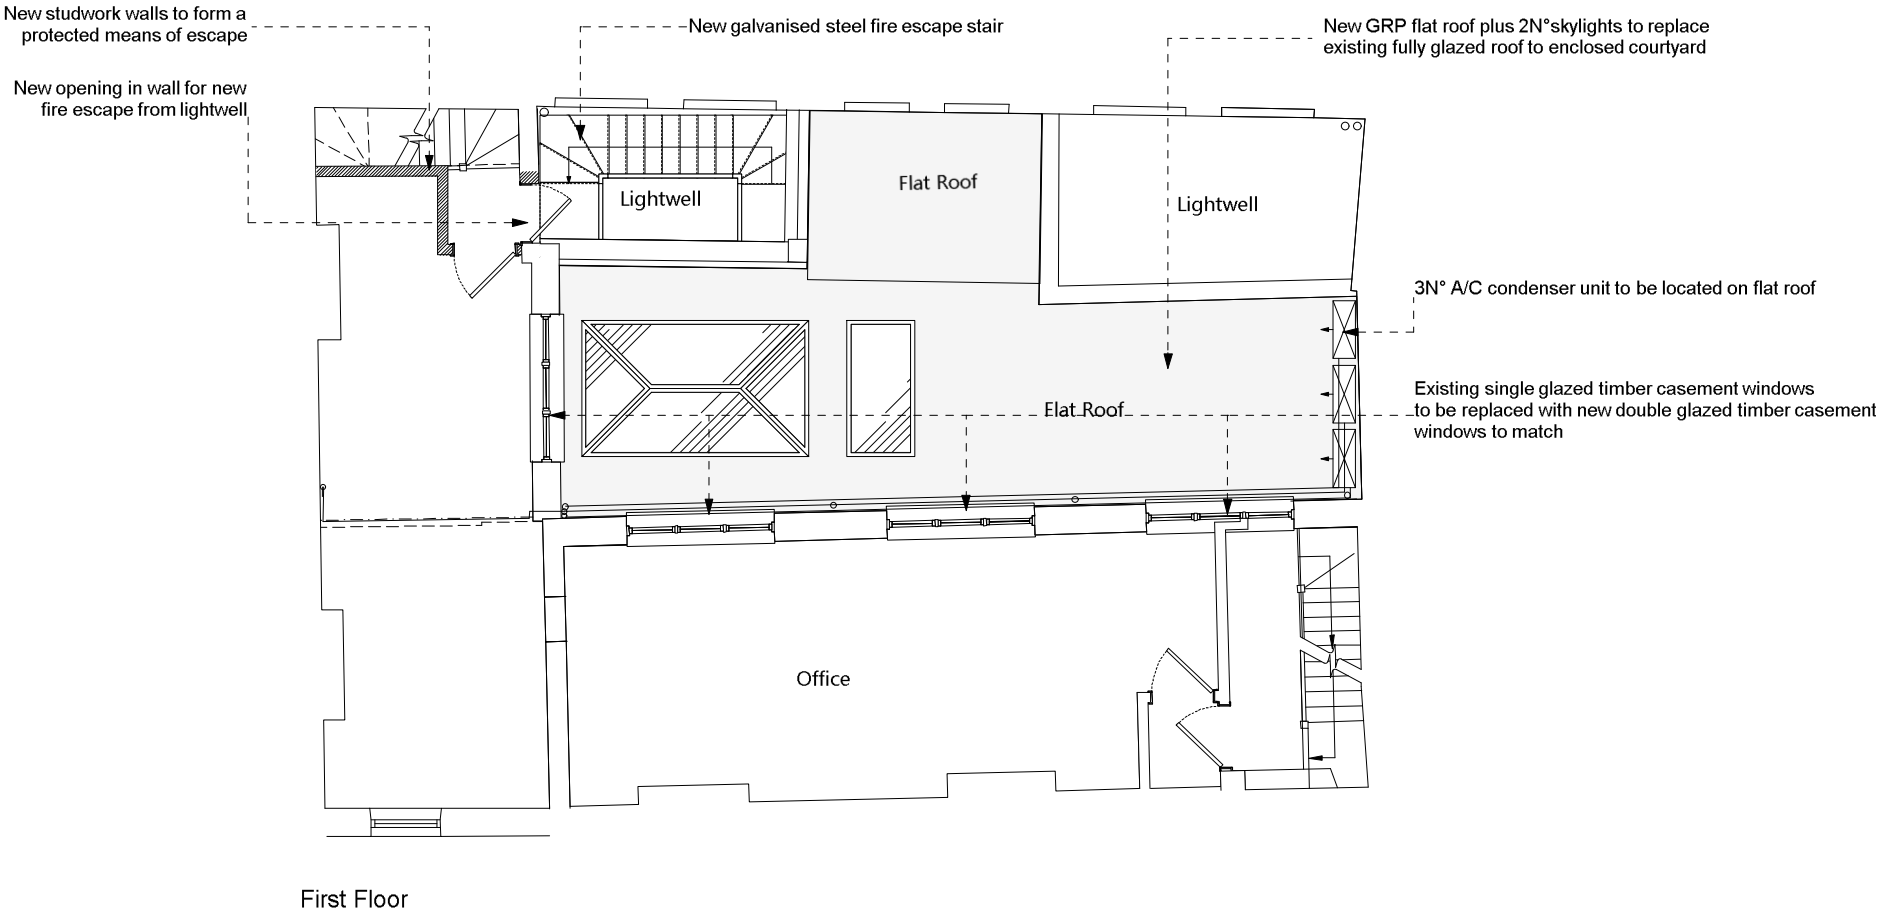 New studwork walls to form a
protected means of escape
New galvanised steel fire escape stair
New GRP flat roof plus 2N°skylights to replace
existing fully glazed roof to enclosed courtyard
New opening in wall for new
fire escape from lightwell
Flat Roof
Lightwell
Lightwell
3N° A/C condenser unit to be located on flat roof
Existing single glazed timber casement windows
to be replaced with new double glazed timber casement
windows to match
Flat Roof
Office
First Floor